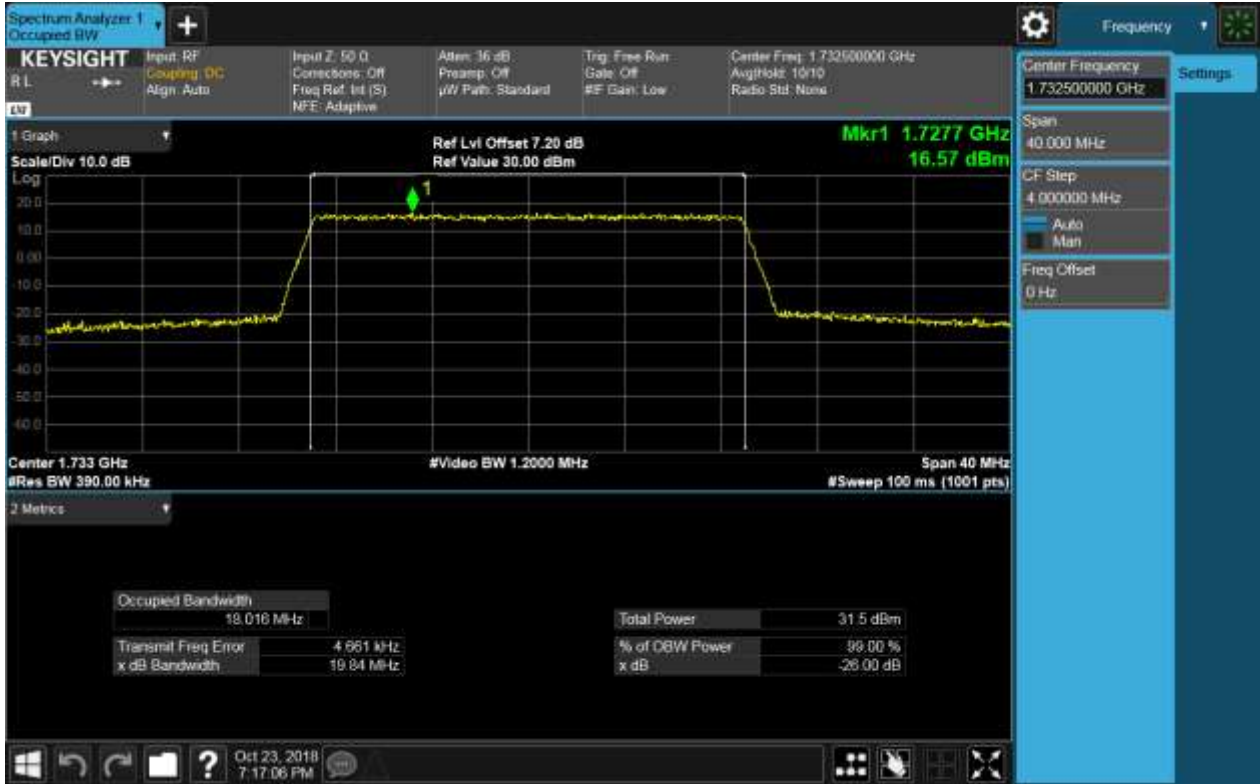 Spectrum Analyzer 1
Occupied BW
Frequency
KEYSIGHT
R L
Input: RF
Coupling: DC
Align: Auto
Input Z: 50 Ω
Corrections: Off
Freq Ref: Int (S)
NFE: Adaptive
Atten: 36 dB
Preamp: Off
µW Path: Standard
Trig: Free Run
Gate: Off
#IF Gain: Low
Center Freq: 1.732500000 GHz
Avg|Hold: 10/10
Radio Std: None
Center Frequency
1.732500000 GHz
Settings
Span
40.000 MHz
CF Step
4.000000 MHz
Auto
Man
Freq Offset
0 Hz
1 Graph
Scale/Div 10.0 dB
Ref Lvl Offset 7.20 dB
Ref Value 30.00 dBm
Mkr1 1.7277 GHz
16.57 dBm
Log
20.0
10.0
0.00
-10.0
-20.0
-30.0
-40.0
-50.0
-60.0
1
Center 1.733 GHz
#Res BW 390.00 kHz
#Video BW 1.2000 MHz
Span 40 MHz
#Sweep 100 ms (1001 pts)
2 Metrics
Occupied Bandwidth
18.016 MHz
Transmit Freq Error 4.661 kHz
x dB Bandwidth 19.84 MHz
Total Power 31.5 dBm
% of OBW Power 99.00 %
x dB -26.00 dB
Oct 23, 2018
7:17:06 PM